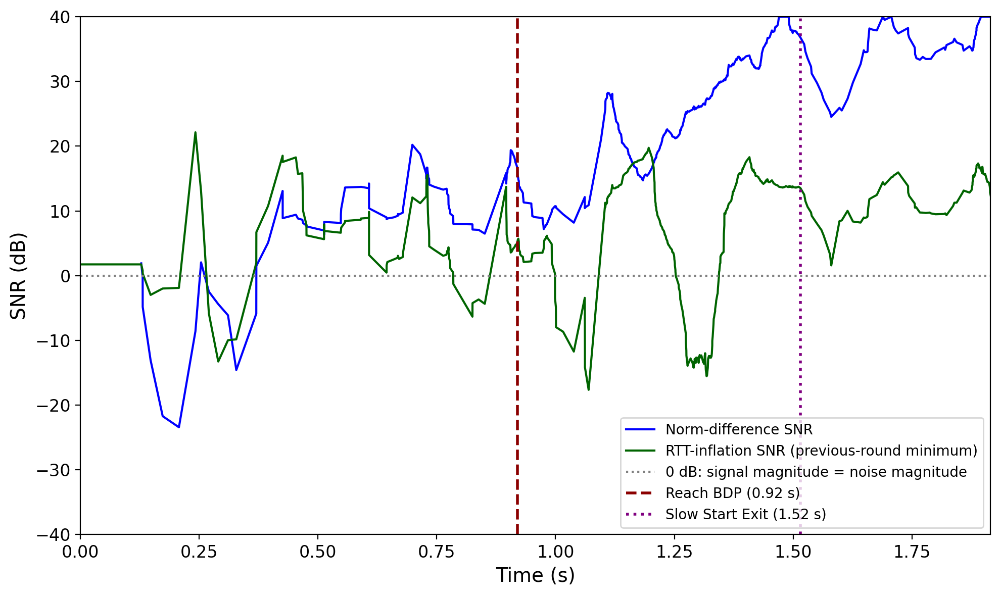 SNR (dB)
40
30
20
10
0
−10
−20
−30
−40
0.00 0.25 0.50 0.75 1.00 1.25 1.50 1.75
Time (s)
Norm-difference SNR
RTT-inflation SNR (previous-round minimum)
0 dB: signal magnitude = noise magnitude
Reach BDP (0.92 s)
Slow Start Exit (1.52 s)